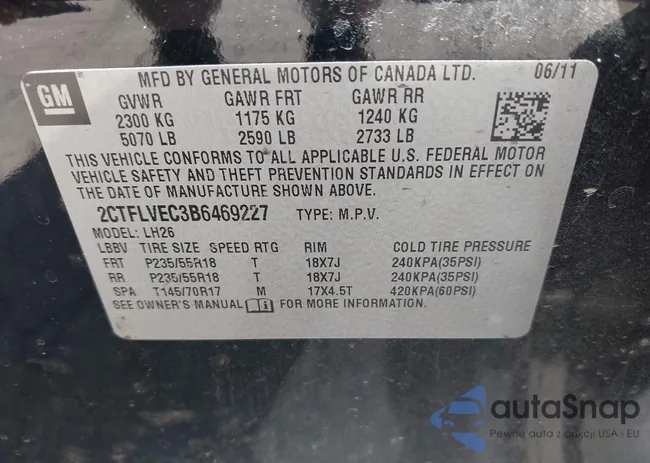 GM
MFD BY GENERAL MOTORS OF CANADA LTD. 06/11
GVWR GAWR FRT GAWR RR
2300 KG 1175 KG 1240 KG
5070 LB 2590 LB 2733 LB
THIS VEHICLE CONFORMS TO ALL APPLICABLE U.S. FEDERAL MOTOR
VEHICLE SAFETY AND THEFT PREVENTION STANDARDS IN EFFECT ON
THE DATE OF MANUFACTURE SHOWN ABOVE.
2CTFLVEC3B6469227 TYPE: M.P.V.
MODEL: LH26
LBBV TIRE SIZE SPEED RTG RIM COLD TIRE PRESSURE
FRT P235/55R18 T 18X7J 240KPA(35PSI)
RR P235/55R18 T 18X7J 240KPA(35PSI)
SPA T145/70R17 M 17X4.5T 420KPA(60PSI)
SEE OWNER'S MANUAL FOR MORE INFORMATION.
autaSnap
Pewne auta z aukcji USA i EU